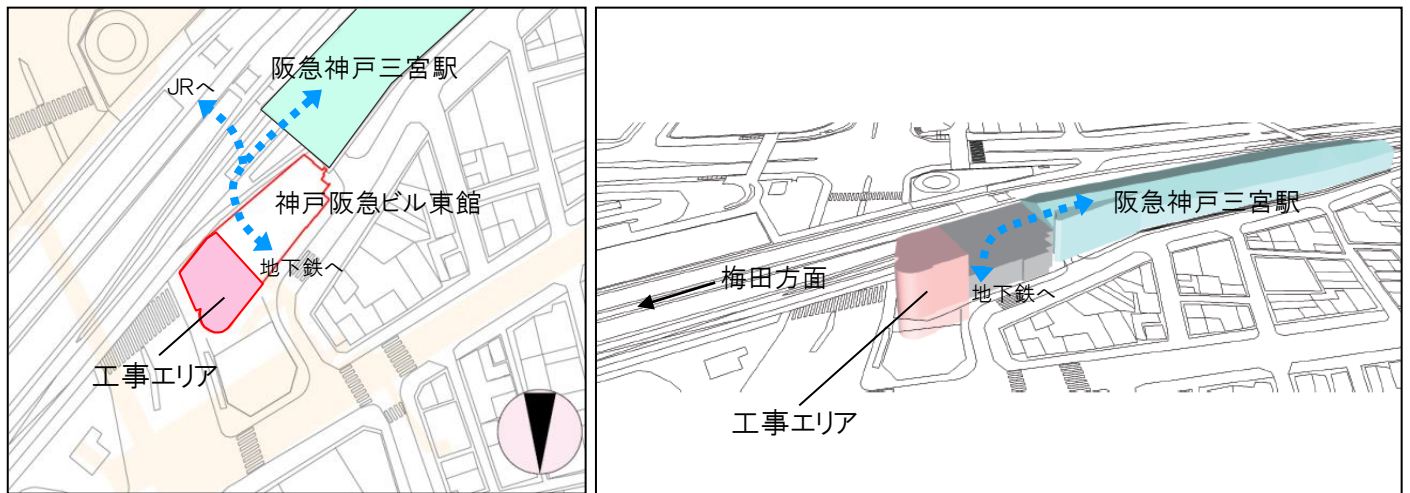 阪急神戸三宮駅
JRへ
神戸阪急ビル東館
地下鉄へ
工事エリア
阪急神戸三宮駅
梅田方面
地下鉄へ
工事エリア